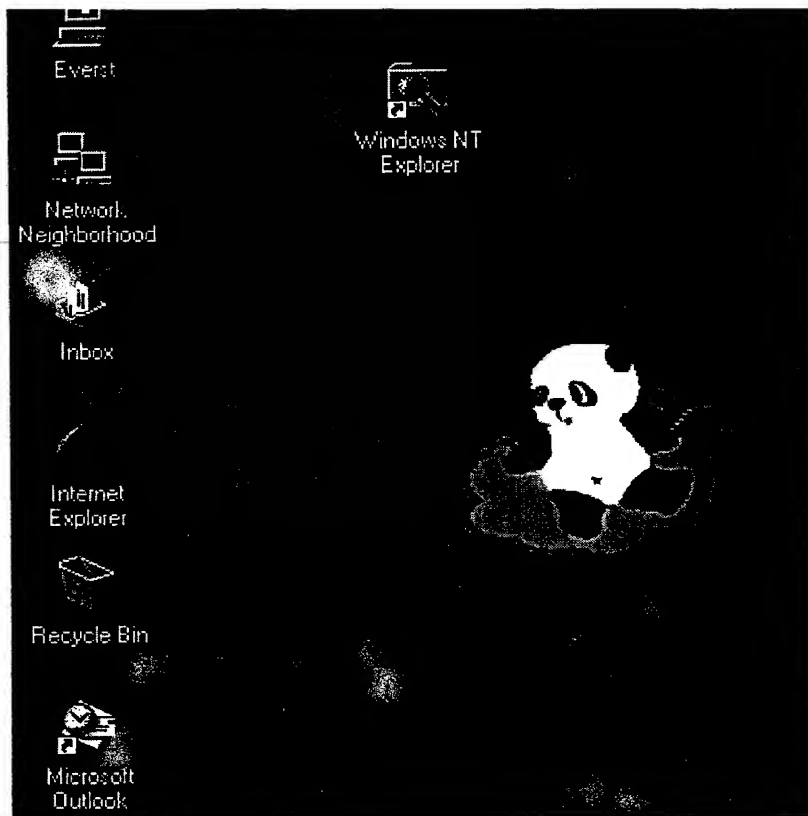 Everst
Windows NT
Explorer
Network
Neighborhood
Inbox
Internet
Explorer
Recycle Bin
Microsoft
Outlook